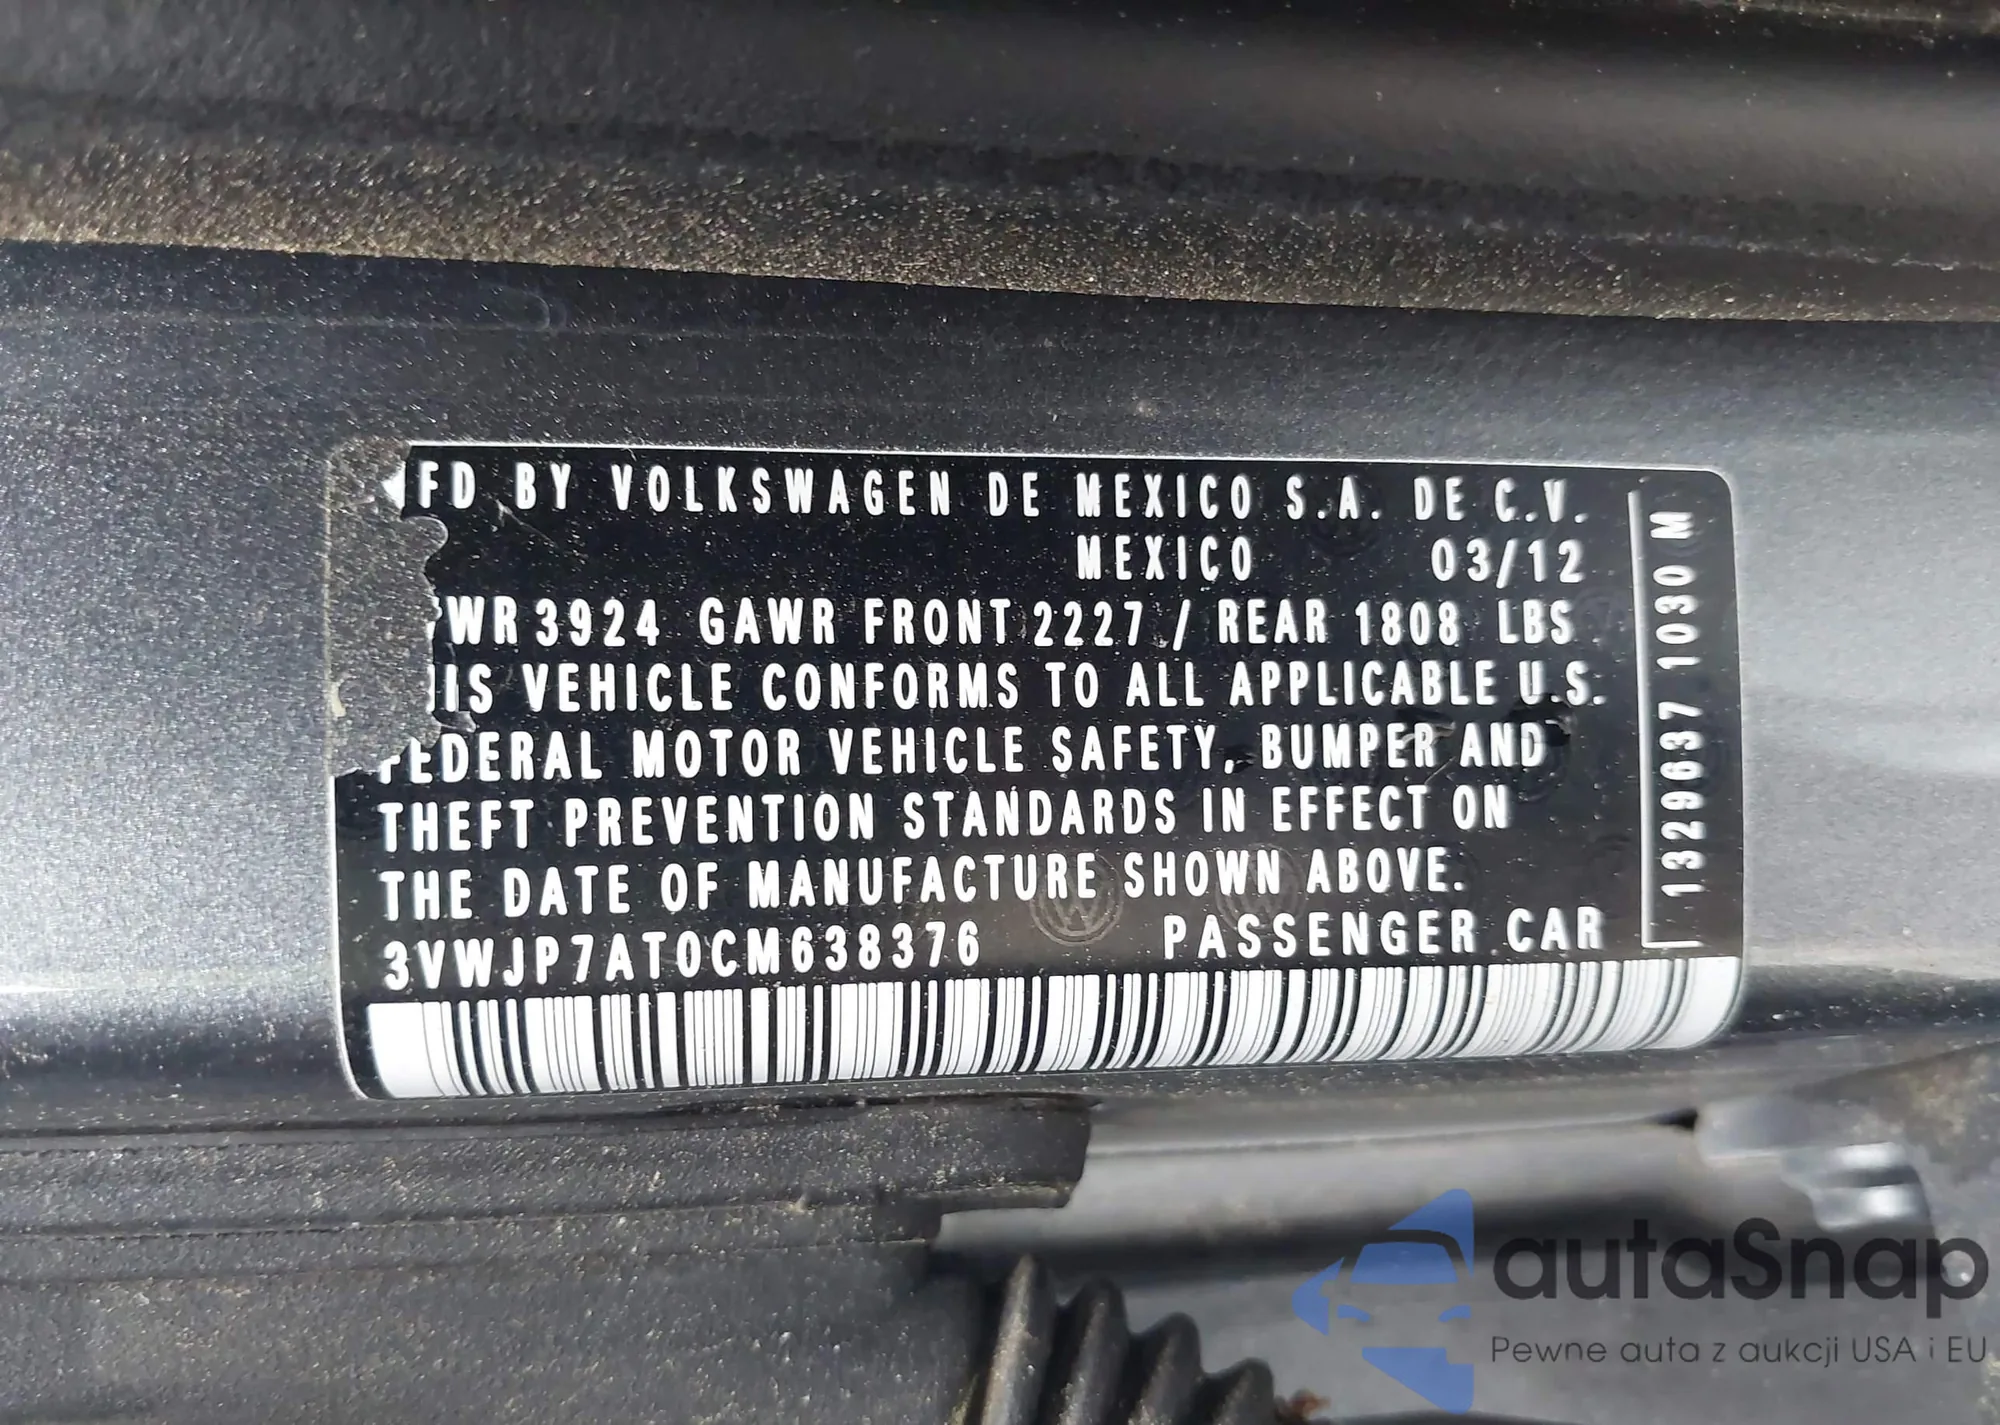 MFD BY VOLKSWAGEN DE MEXICO S.A. DE C.V.
MEXICO 03/12
WR 3924 GAWR FRONT 2227 / REAR 1808 LBS
IS VEHICLE CONFORMS TO ALL APPLICABLE U.S.
FEDERAL MOTOR VEHICLE SAFETY, BUMPER AND
THEFT PREVENTION STANDARDS IN EFFECT ON
THE DATE OF MANUFACTURE SHOWN ABOVE.
3VWJP7AT0CM638376 PASSENGER CAR
1329637 1030 M
autaSnap
Pewne auta z aukcji USA i EU